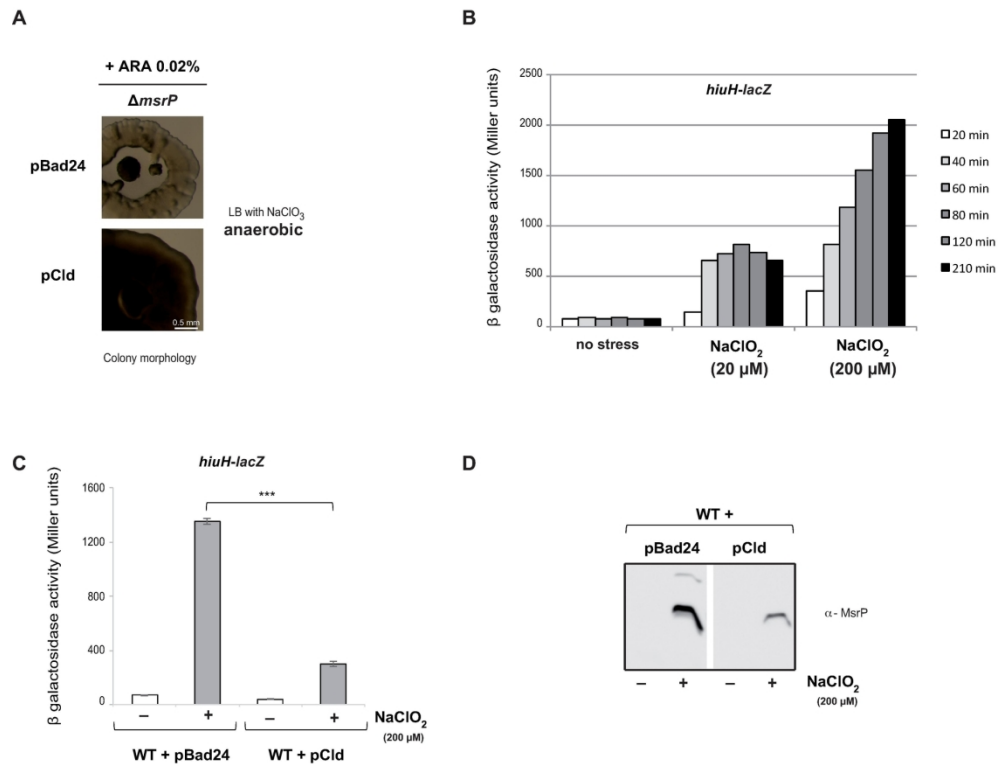 A
+ ARA 0.02%
ΔmsrP
pBad24
pCld
0.5 mm
LB with NaClO3
anaerobic
Colony morphology
B
β galactosidase activity (Miller units)
hiuH-lacZ
2500
2000
1500
1000
500
0
no stress
NaClO2
(20 µM)
NaClO2
(200 µM)
20 min
40 min
60 min
80 min
120 min
210 min
C
hiuH-lacZ
β galactosidase activity (Miller units)
1600
1200
800
400
0
***
– + – +
NaClO2
(200 µM)
WT + pBad24 WT + pCld
D
WT +
pBad24 pCld
α- MsrP
– + – +
NaClO2
(200 µM)